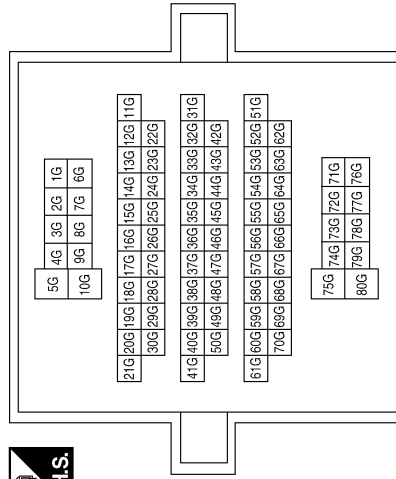 H.S.
5G 4G 3G 2G 1G
10G 9G 8G 7G 6G
21G 20G 19G 18G 17G 16G 15G 14G 13G 12G 11G
30G 29G 28G 27G 26G 25G 24G 23G 22G
41G 40G 39G 38G 37G 36G 35G 34G 33G 32G 31G
50G 49G 48G 47G 46G 45G 44G 43G 42G
61G 60G 59G 58G 57G 56G 55G 54G 53G 52G 51G
70G 69G 68G 67G 66G 65G 64G 63G 62G
75G 74G 73G 72G 71G
80G 79G 78G 77G 76G